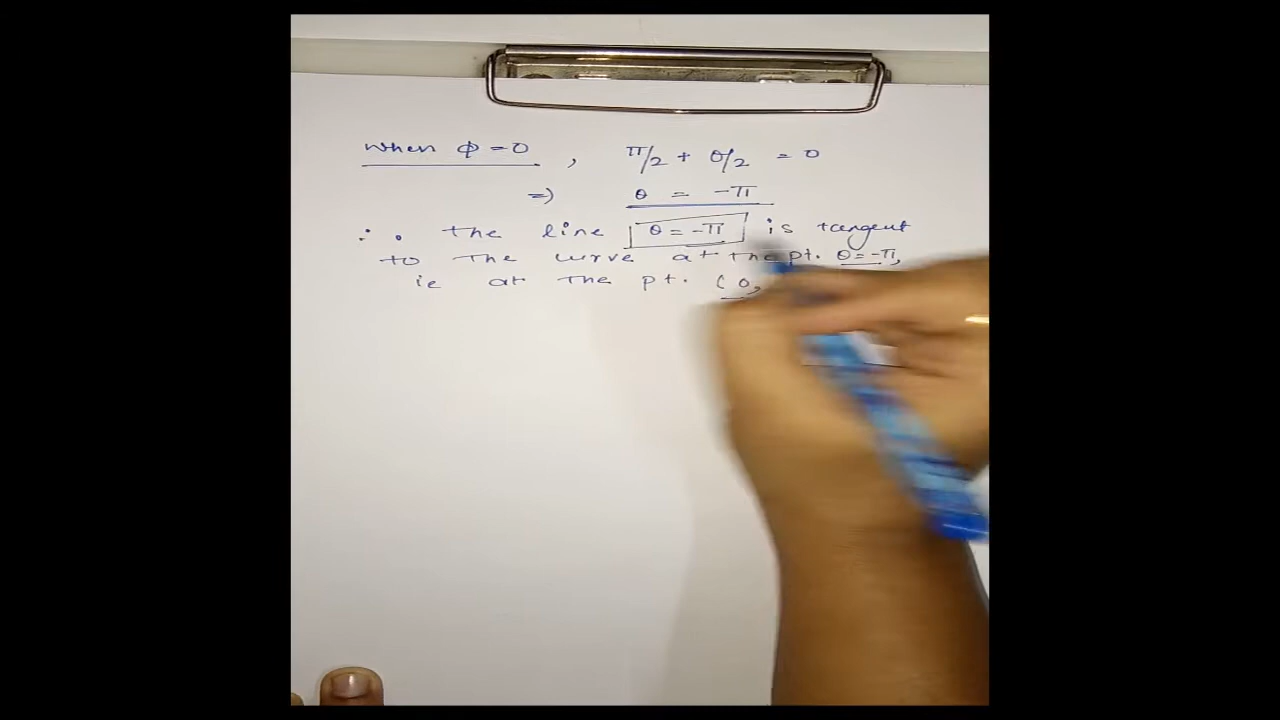 When φ = 0 , π/2 + θ/2 = 0
=) θ = -π
∴ the line θ = -π is tangent
to the curve at the pt. θ = -π,
ie at the pt. ( 0,